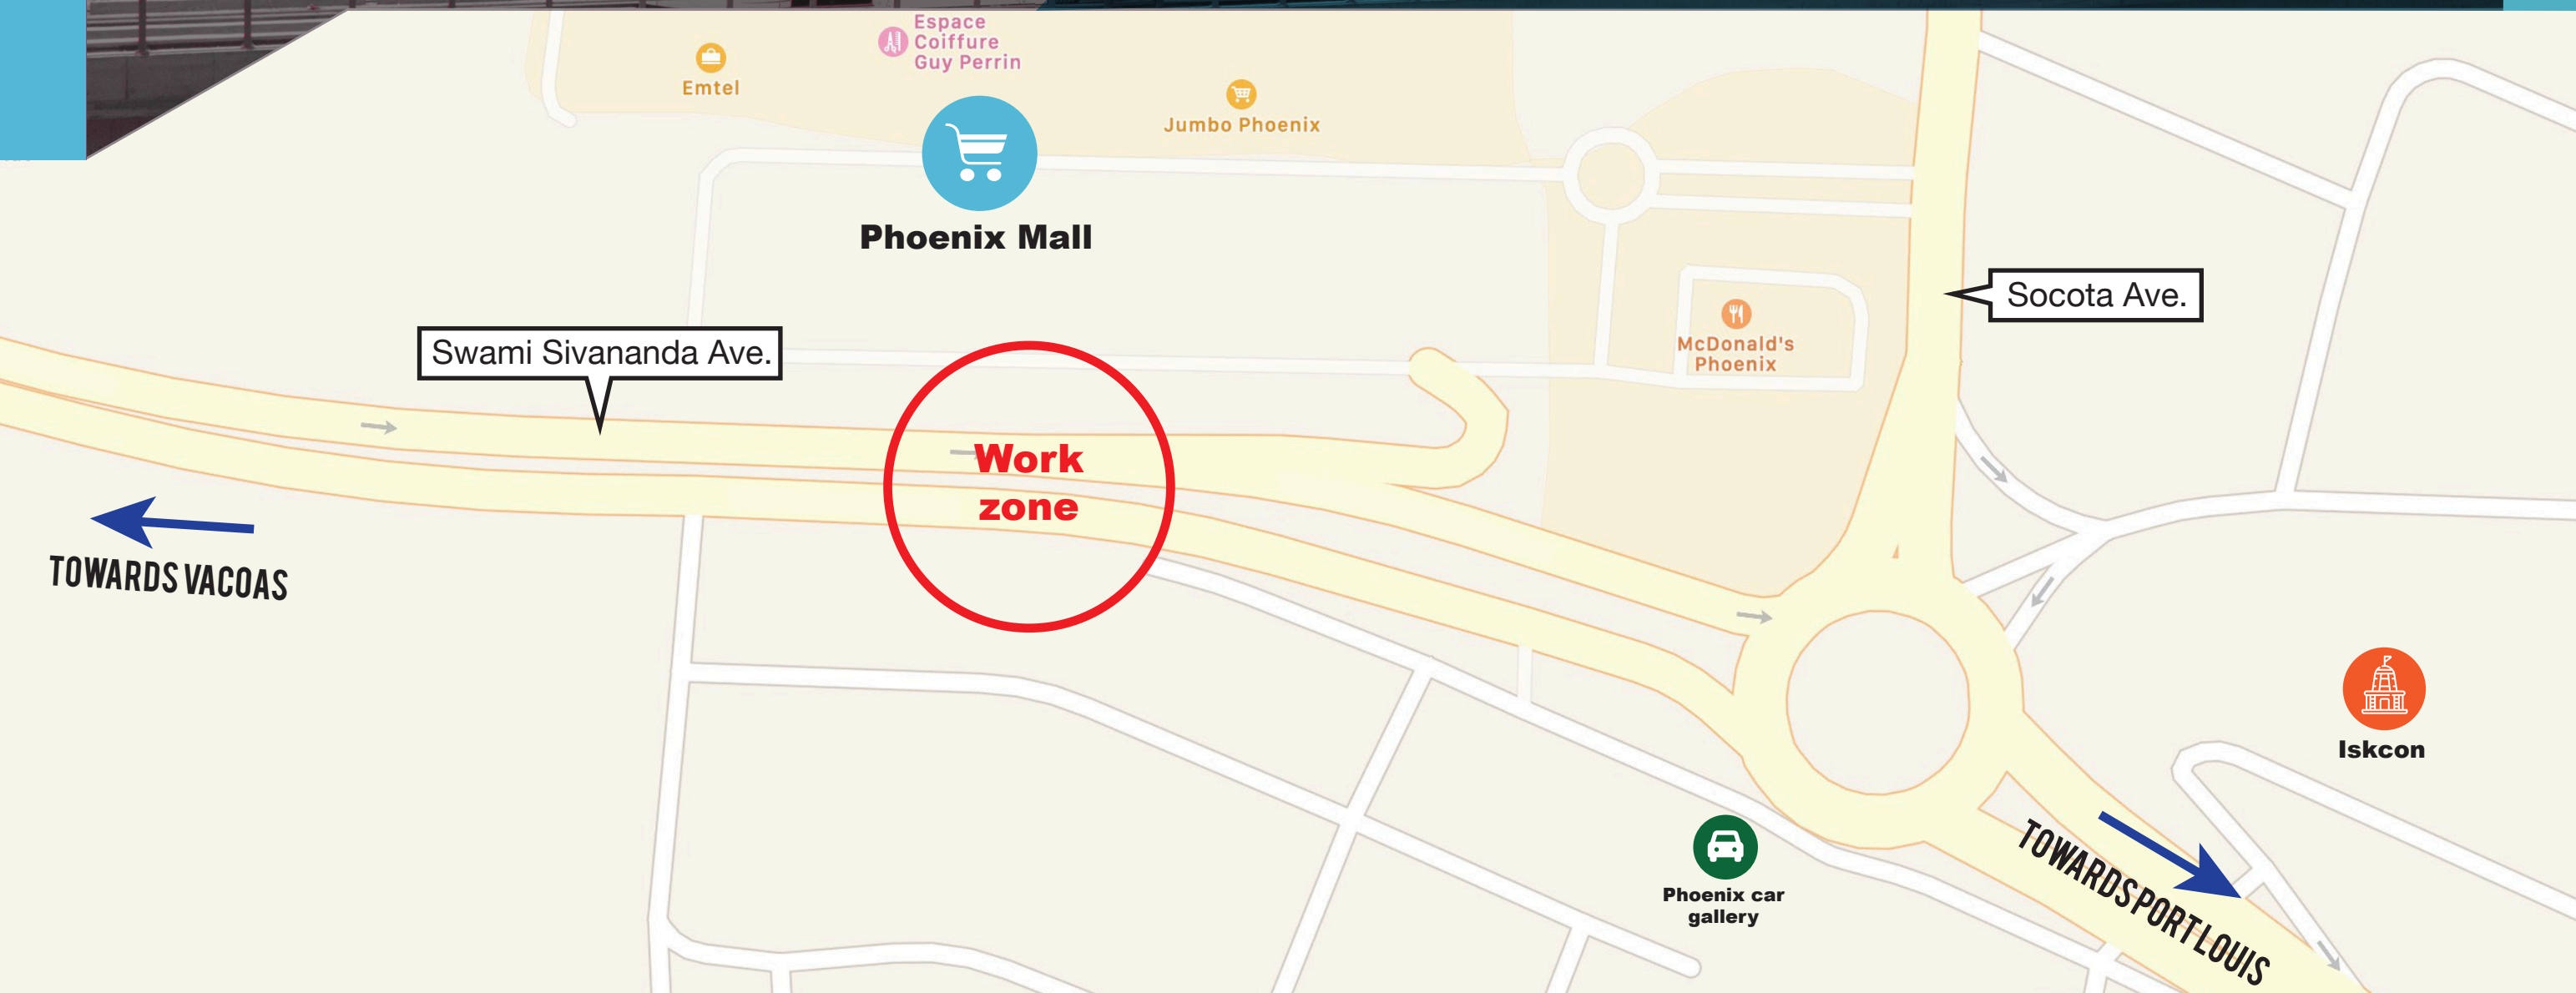 Espace
Coiffure
Guy Perrin
Emtel
Jumbo Phoenix
Phoenix Mall
Socota Ave.
Swami Sivananda Ave.
McDonald's
Phoenix
Work
zone
TOWARDS VACOAS
Iskcon
Phoenix car
gallery
TOWARDS PORT LOUIS